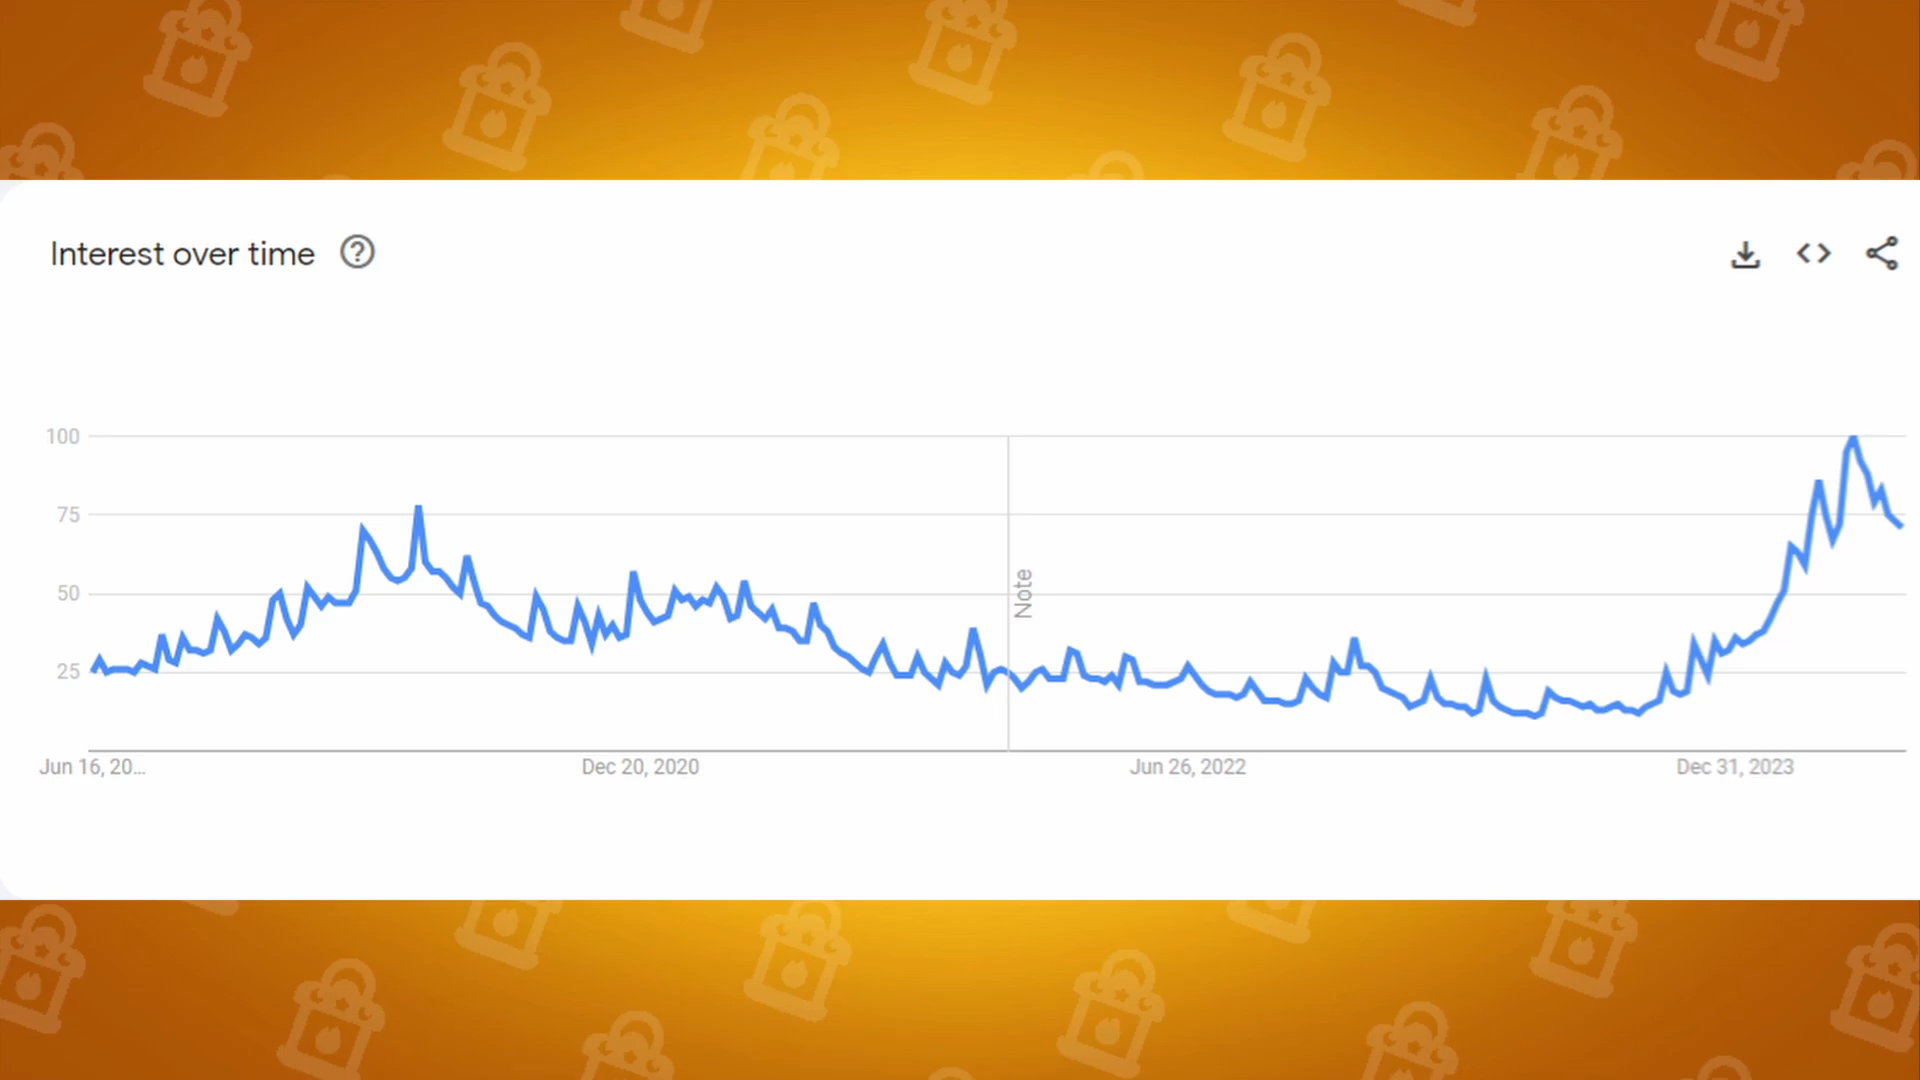 Interest over time
100
75
50
25
Note
Jun 16, 20...
Dec 20, 2020
Jun 26, 2022
Dec 31, 2023